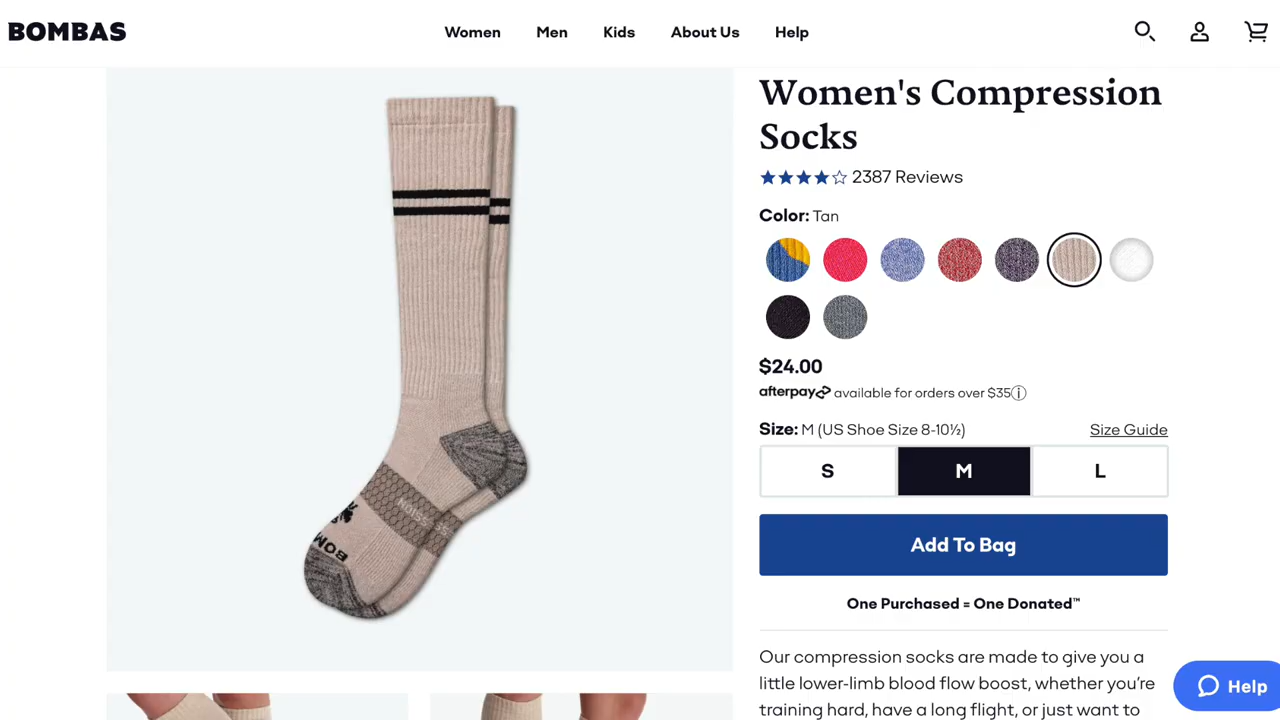 BOMBAS
Women Men Kids About Us Help
Women's Compression
Socks
2387 Reviews
Color: Tan
$24.00
afterpay available for orders over $35
Size: M (US Shoe Size 8-10½)
Size Guide
S M L
Add To Bag
One Purchased = One Donated™
Our compression socks are made to give you a
little lower-limb blood flow boost, whether you’re
training hard, have a long flight, or just want to
Help